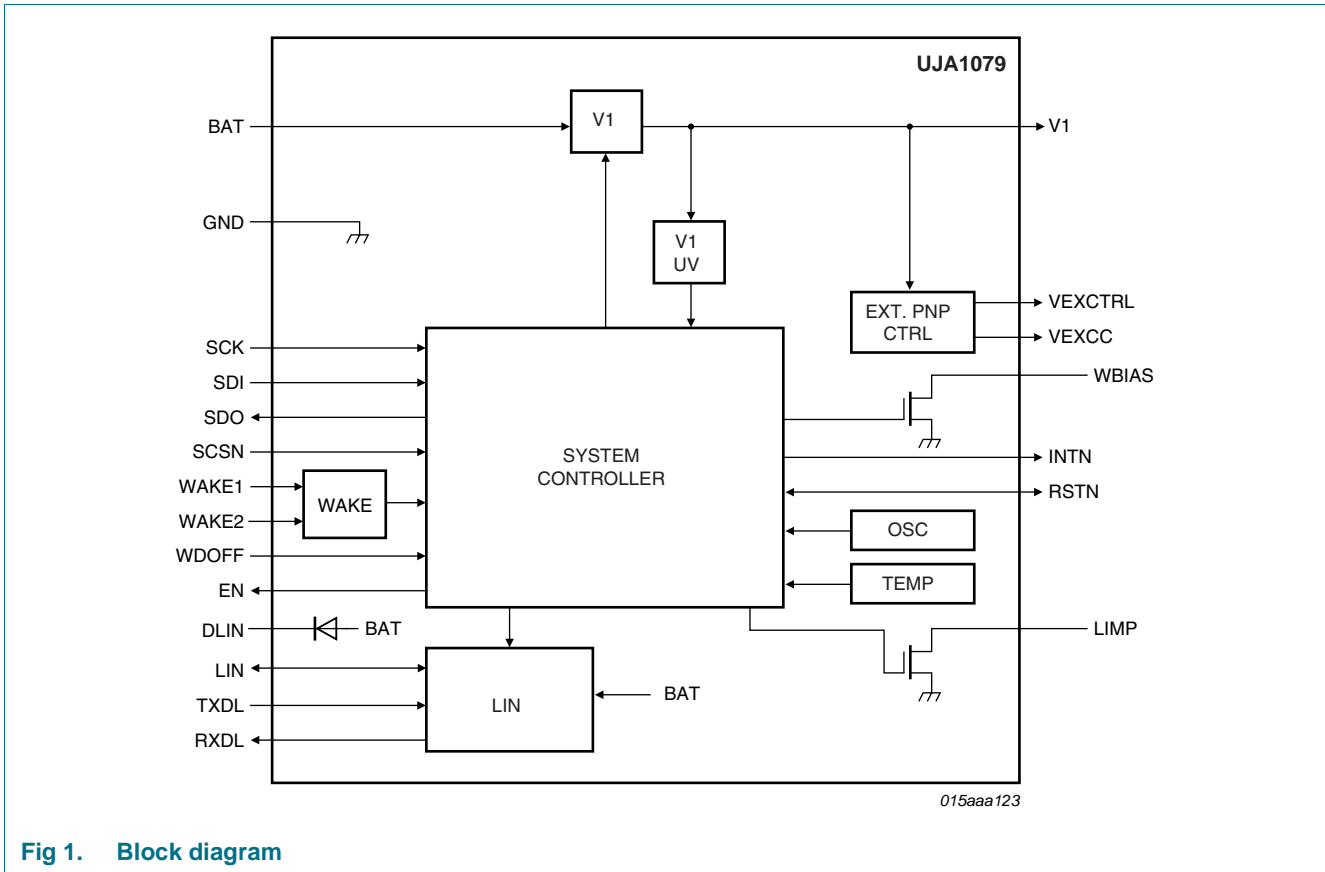 UJA1079
BAT
V1
V1
GND
V1
UV
EXT. PNP
CTRL
VEXCTRL
VEXCC
WBIAS
SCK
SDI
SDO
SCSN
WAKE1
WAKE2
WAKE
WDOFF
EN
SYSTEM
CONTROLLER
INTN
RSTN
OSC
TEMP
DLIN
BAT
LIMP
LIN
TXDL
RXDL
LIN
BAT
015aaa123
Fig 1. Block diagram